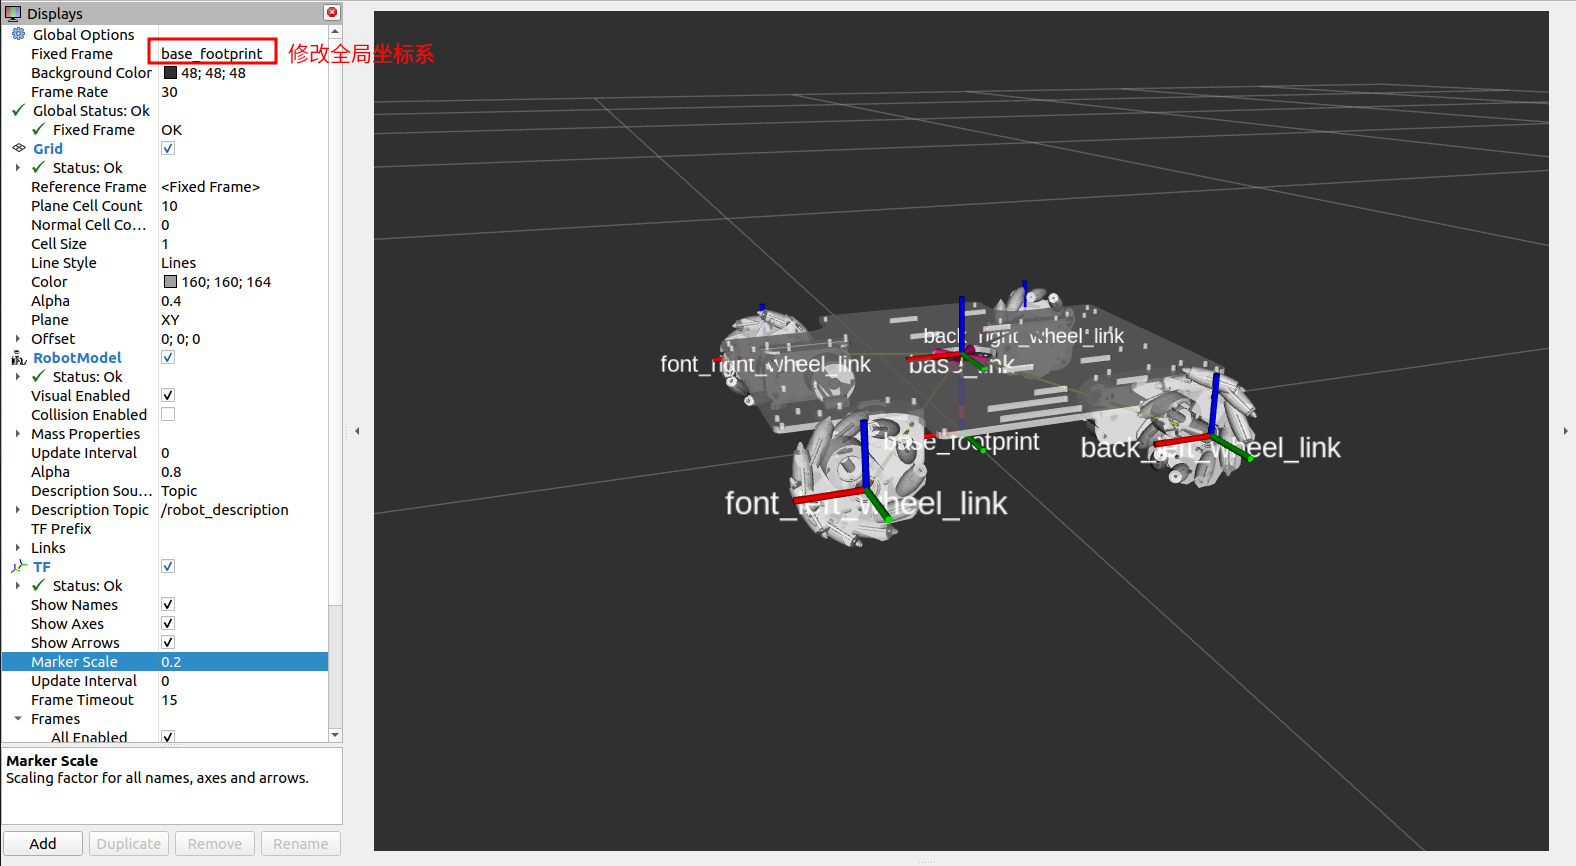 Displays
Global Options
Fixed Frame base_footprint 修改全局坐标系
Background Color 48; 48; 48
Frame Rate 30
Global Status: Ok
Fixed Frame OK
Grid
Status: Ok
Reference Frame <Fixed Frame>
Plane Cell Count 10
Normal Cell Co... 0
Cell Size 1
Line Style Lines
Color 160; 160; 164
Alpha 0.4
Plane XY
Offset 0; 0; 0
RobotModel
Status: Ok
Visual Enabled
Collision Enabled
Mass Properties
Update Interval 0
Alpha 0.8
Description Sou... Topic
Description Topic /robot_description
TF Prefix
Links
TF
Status: Ok
Show Names
Show Axes
Show Arrows
Marker Scale 0.2
Update Interval 0
Frame Timeout 15
Frames
All Enabled
Marker Scale
Scaling factor for all names, axes and arrows.
Add Duplicate Remove Rename
back_right_wheel_link
font_right_wheel_link
base_link
base_footprint
back_left_wheel_link
font_left_wheel_link